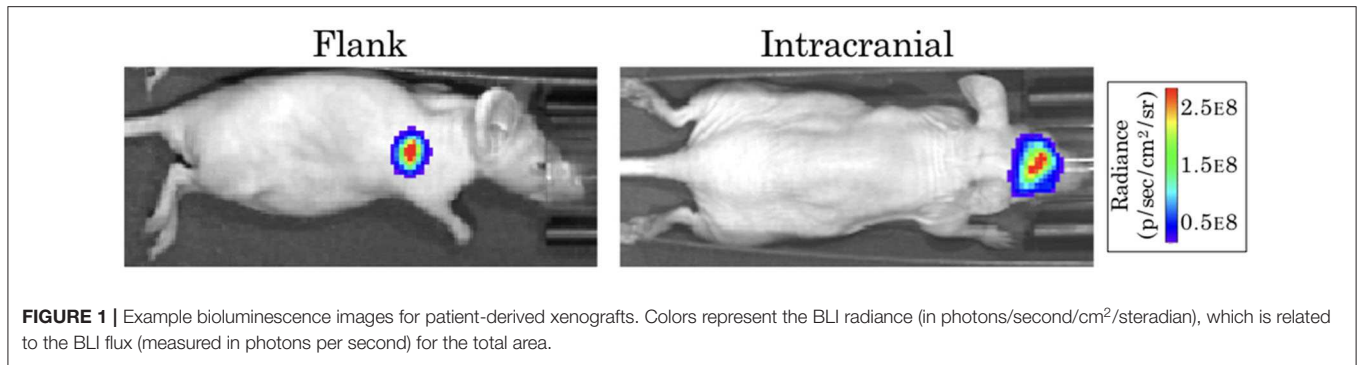 Flank
Intracranial
Radiance
(p/sec/cm²/sr)
2.5E8
1.5E8
0.5E8
FIGURE 1 | Example bioluminescence images for patient-derived xenografts. Colors represent the BLI radiance (in photons/second/cm²/steradian), which is related
to the BLI flux (measured in photons per second) for the total area.